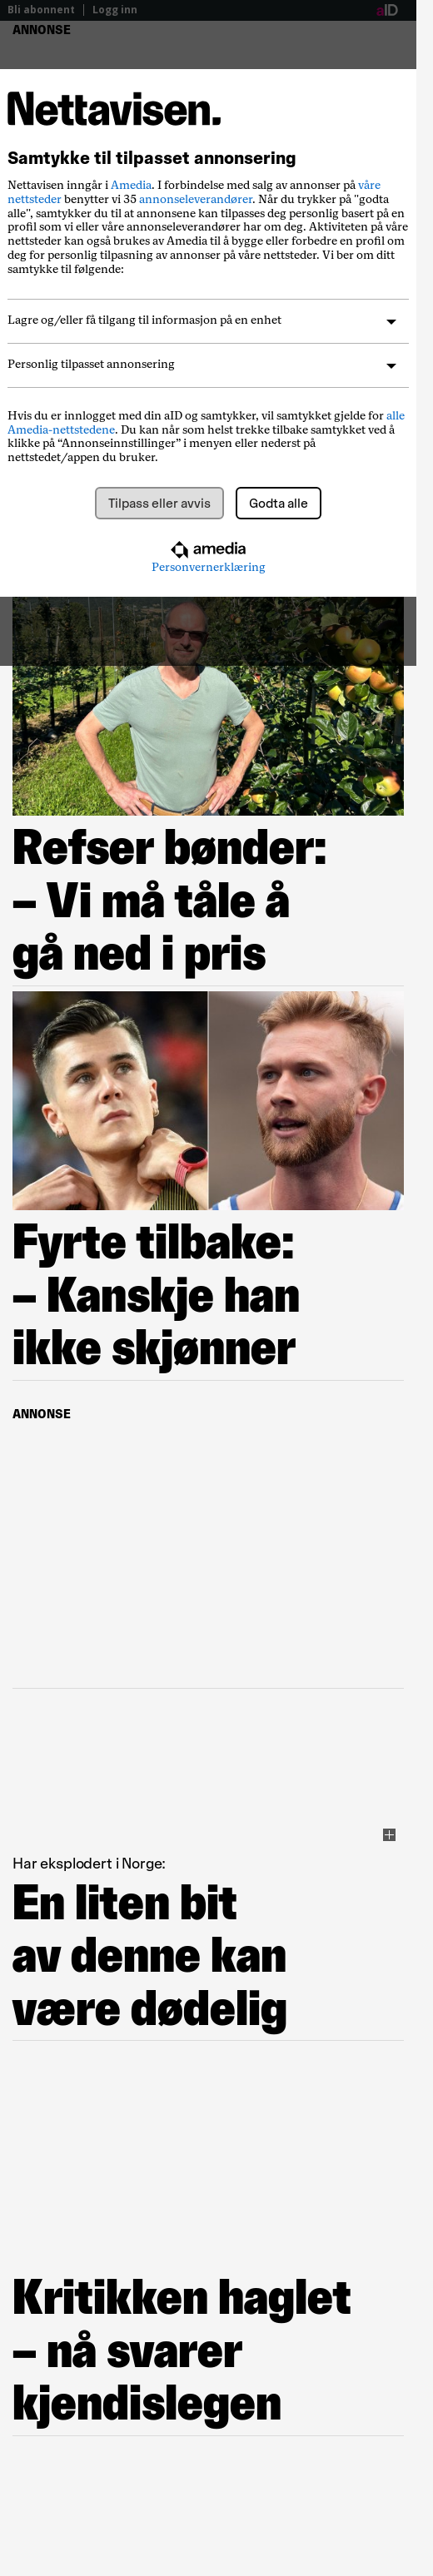 Bli abonnent
Logg inn
aID
ANNONSE
Nettavisen.
Samtykke til tilpasset annonsering
Nettavisen inngår i Amedia. I forbindelse med salg av annonser på våre
nettsteder benytter vi 35 annonseleverandører. Når du trykker på "godta
alle", samtykker du til at annonsene kan tilpasses deg personlig basert på en
profil som vi eller våre annonseleverandører har om deg. Aktiviteten på våre
nettsteder kan også brukes av Amedia til å bygge eller forbedre en profil om
deg for personlig tilpasning av annonser på våre nettsteder. Vi ber om ditt
samtykke til følgende:
Lagre og/eller få tilgang til informasjon på en enhet
Personlig tilpasset annonsering
Hvis du er innlogget med din aID og samtykker, vil samtykket gjelde for alle
Amedia-nettstedene. Du kan når som helst trekke tilbake samtykket ved å
klikke på “Annonseinnstillinger” i menyen eller nederst på
nettstedet/appen du bruker.
Tilpass eller avvis
Godta alle
amedia
Personvernerklæring
Refser bønder:
– Vi må tåle å
gå ned i pris
Fyrte tilbake:
– Kanskje han
ikke skjønner
ANNONSE
Har eksplodert i Norge:
En liten bit
av denne kan
være dødelig
Kritikken haglet
– nå svarer
kjendislegen